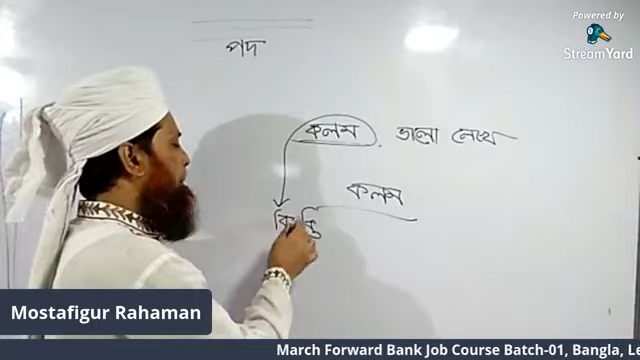 Powered by
StreamYard
পদ
কলম ভালো লেখে
কলম
Mostafigur Rahaman
March Forward Bank Job Course Batch-01, Bangla, Le